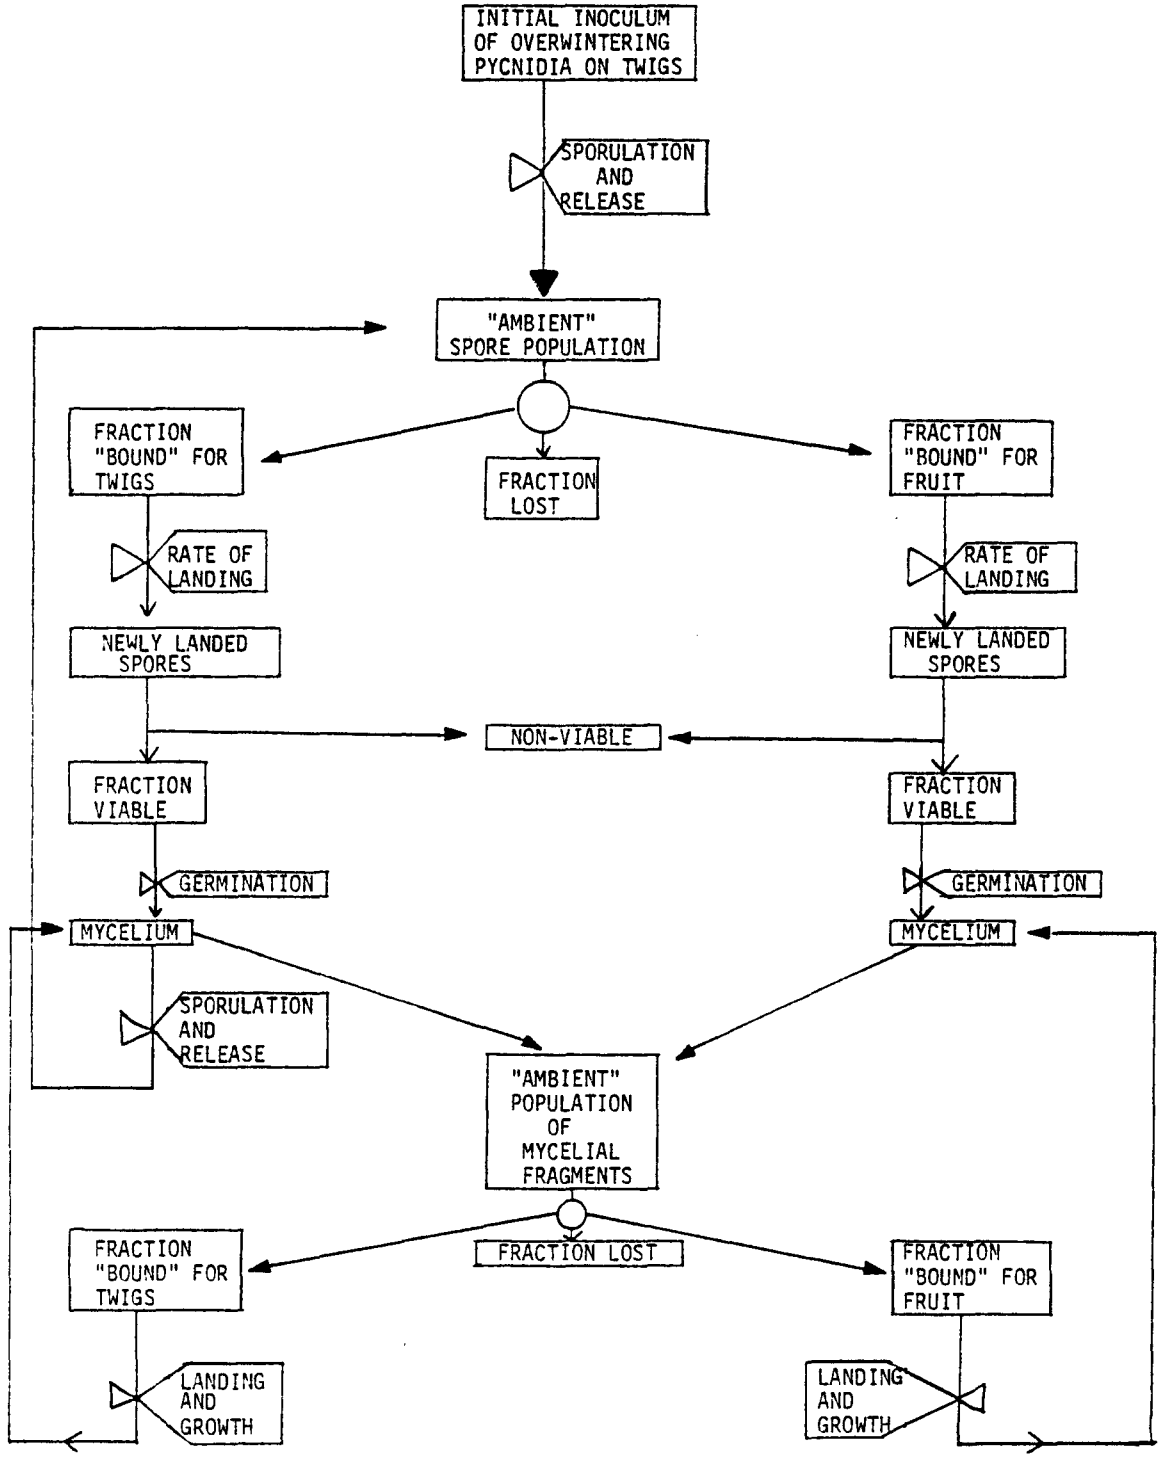 INITIAL INOCULUM
OF OVERWINTERING
PYCNIDIA ON TWIGS
SPORULATION
AND
RELEASE
"AMBIENT"
SPORE POPULATION
FRACTION
"BOUND" FOR
TWIGS
FRACTION
LOST
FRACTION
"BOUND" FOR
FRUIT
RATE OF
LANDING
RATE OF
LANDING
NEWLY LANDED
SPORES
NEWLY LANDED
SPORES
NON-VIABLE
FRACTION
VIABLE
FRACTION
VIABLE
GERMINATION
GERMINATION
MYCELIUM
MYCELIUM
SPORULATION
AND
RELEASE
"AMBIENT"
POPULATION
OF
MYCELIAL
FRAGMENTS
FRACTION
"BOUND" FOR
TWIGS
FRACTION LOST
FRACTION
"BOUND" FOR
FRUIT
LANDING
AND
GROWTH
LANDING
AND
GROWTH